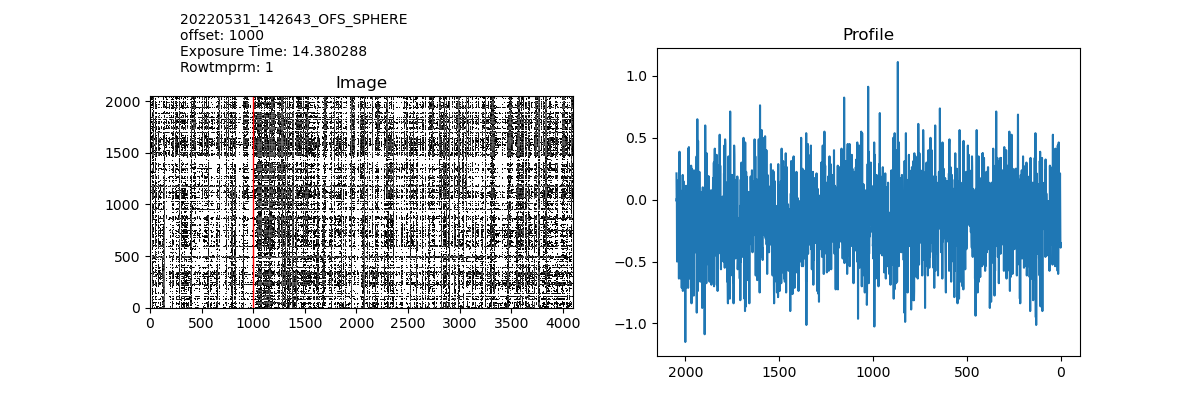 20220531_142643_OFS_SPHERE
offset: 1000
Exposure Time: 14.380288
Rowtmprm: 1
Image
2000
1500
1000
500
0
0 500 1000 1500 2000 2500 3000 3500 4000
Profile
1.0
0.5
0.0
−0.5
−1.0
2000 1500 1000 500 0